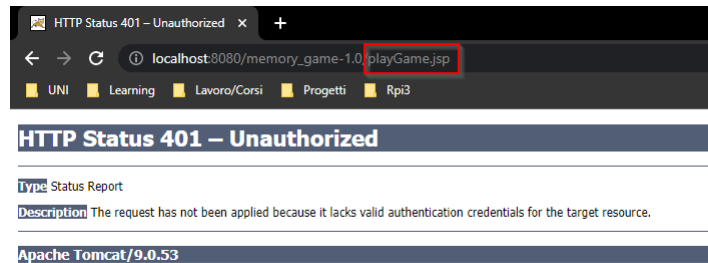 HTTP Status 401 – Unauthorized
localhost:8080/memory_game-1.0/playGame.jsp
UNI Learning Lavoro/Corsi Progetti Rpi3
HTTP Status 401 – Unauthorized
Type Status Report
Description The request has not been applied because it lacks valid authentication credentials for the target resource.
Apache Tomcat/9.0.53